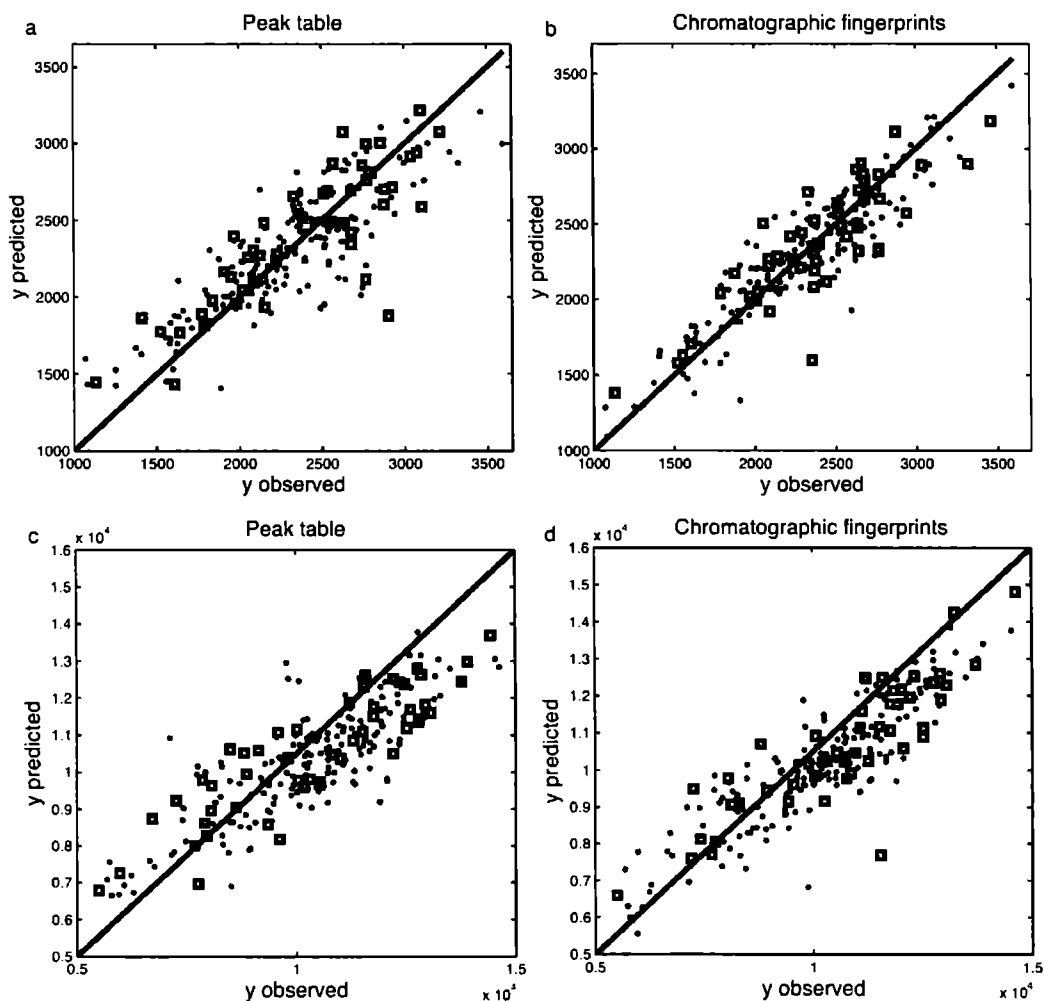 a
Peak table
b
Chromatographic fingerprints
3500
3000
2500
2000
1500
1000
y predicted
1000
1500
2000
2500
3000
3500
y observed
3500
3000
2500
2000
1500
1000
y predicted
1000
1500
2000
2500
3000
3500
y observed
c
x 10⁴
Peak table
d
x 10⁴
Chromatographic fingerprints
1.6
1.5
1.4
1.3
1.2
1.1
1
0.9
0.8
0.7
0.6
0.5
y predicted
0.5
1
1.5
y observed
x 10⁴
1.6
1.5
1.4
1.3
1.2
1.1
1
0.9
0.8
0.7
0.6
0.5
y predicted
0.5
1
1.5
y observed
x 10⁴